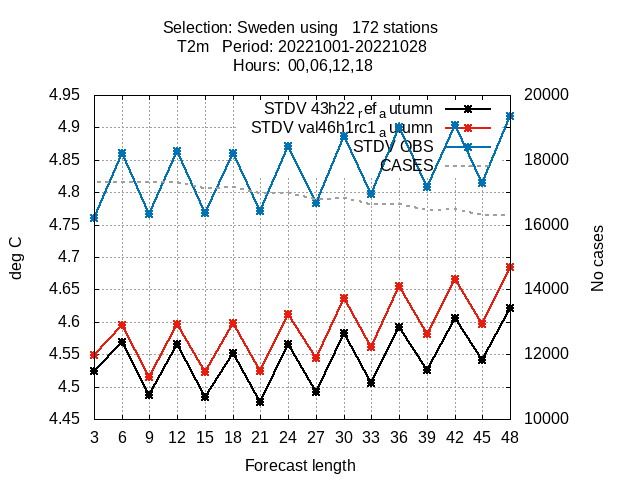 Selection: Sweden using 172 stations
T2m Period: 20221001-20221028
Hours: 00,06,12,18
4.95
4.9
4.85
4.8
4.75
4.7
4.65
4.6
4.55
4.5
4.45
deg C
STDV 43h22 ref a utumn
STDV val46h1rc1 a utumn
STDV OBS
CASES
20000
18000
16000
14000
12000
10000
No cases
3 6 9 12 15 18 21 24 27 30 33 36 39 42 45 48
Forecast length